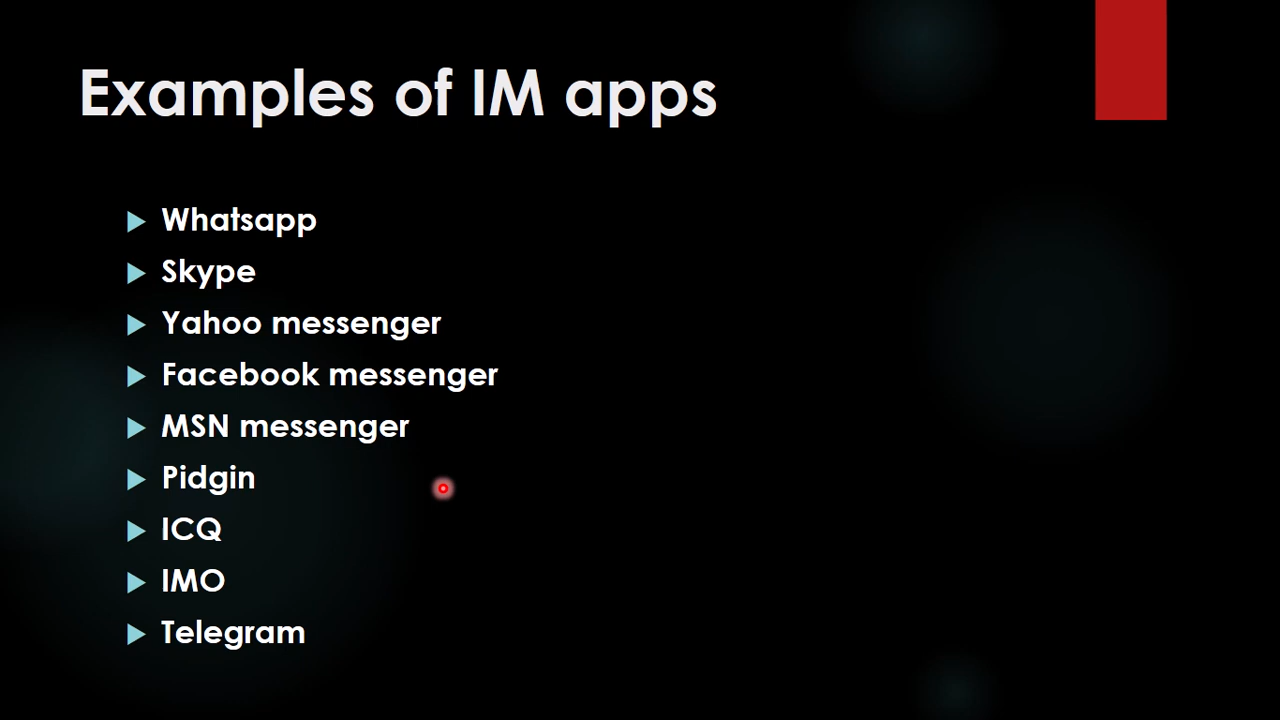 Examples of IM apps
Whatsapp
Skype
Yahoo messenger
Facebook messenger
MSN messenger
Pidgin
ICQ
IMO
Telegram